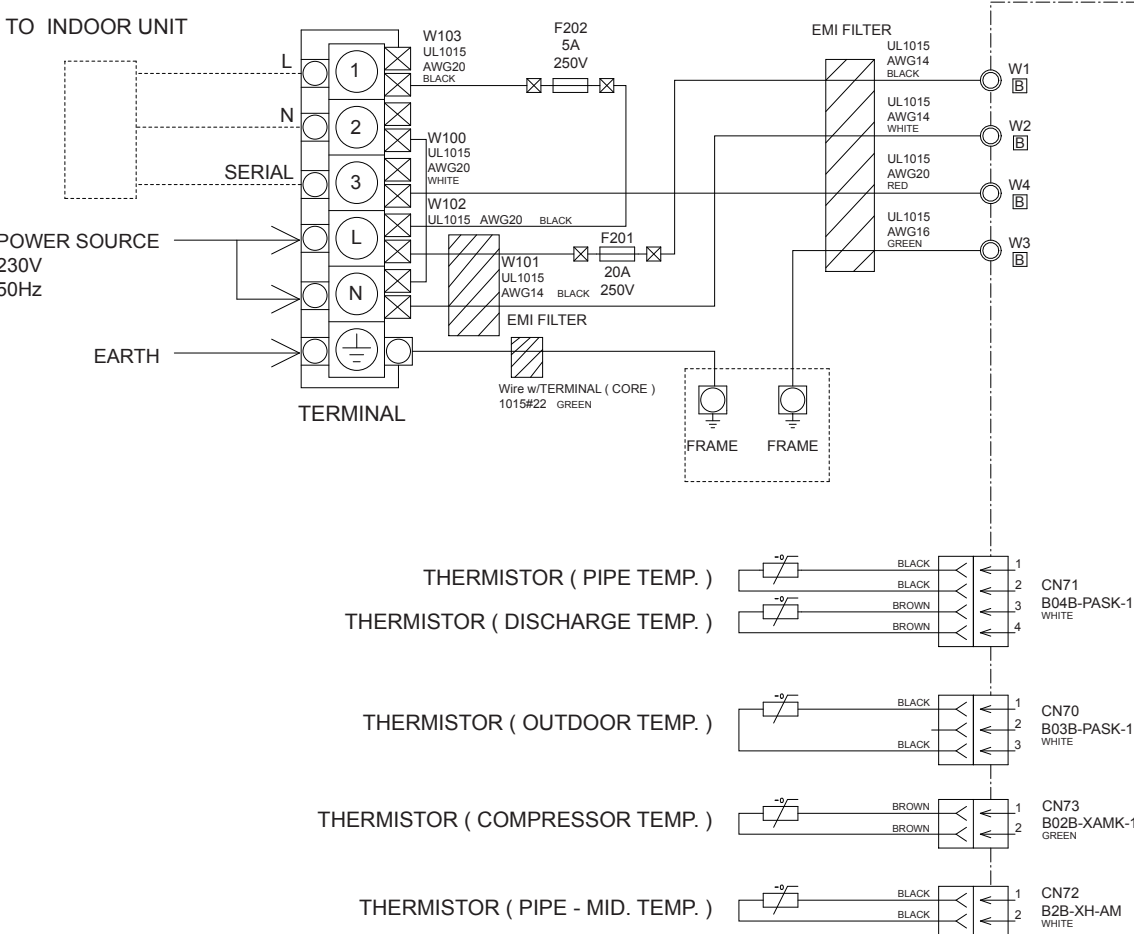 TO INDOOR UNIT
L
N
SERIAL
POWER SOURCE
230V
50Hz
EARTH
1
2
3
L
N
TERMINAL
W103
UL1015
AWG20
BLACK
F202
5A
250V
W100
UL1015
AWG20
WHITE
W102
UL1015 AWG20 BLACK
F201
20A
250V
W101
UL1015
AWG14 BLACK
EMI FILTER
Wire w/TERMINAL ( CORE )
1015#22 GREEN
FRAME FRAME
EMI FILTER
UL1015
AWG14
BLACK
W1
B
UL1015
AWG14
WHITE
W2
B
UL1015
AWG20
RED
W4
B
UL1015
AWG16
GREEN
W3
B
THERMISTOR ( PIPE TEMP. )
THERMISTOR ( DISCHARGE TEMP. )
BLACK 1
BLACK 2
BROWN 3
BROWN 4
CN71
B04B-PASK-1
WHITE
THERMISTOR ( OUTDOOR TEMP. )
BLACK 1
2
BLACK 3
CN70
B03B-PASK-1
WHITE
THERMISTOR ( COMPRESSOR TEMP. )
BROWN 1
BROWN 2
CN73
B02B-XAMK-1
GREEN
THERMISTOR ( PIPE - MID. TEMP. )
BLACK 1
BLACK 2
CN72
B2B-XH-AM
WHITE